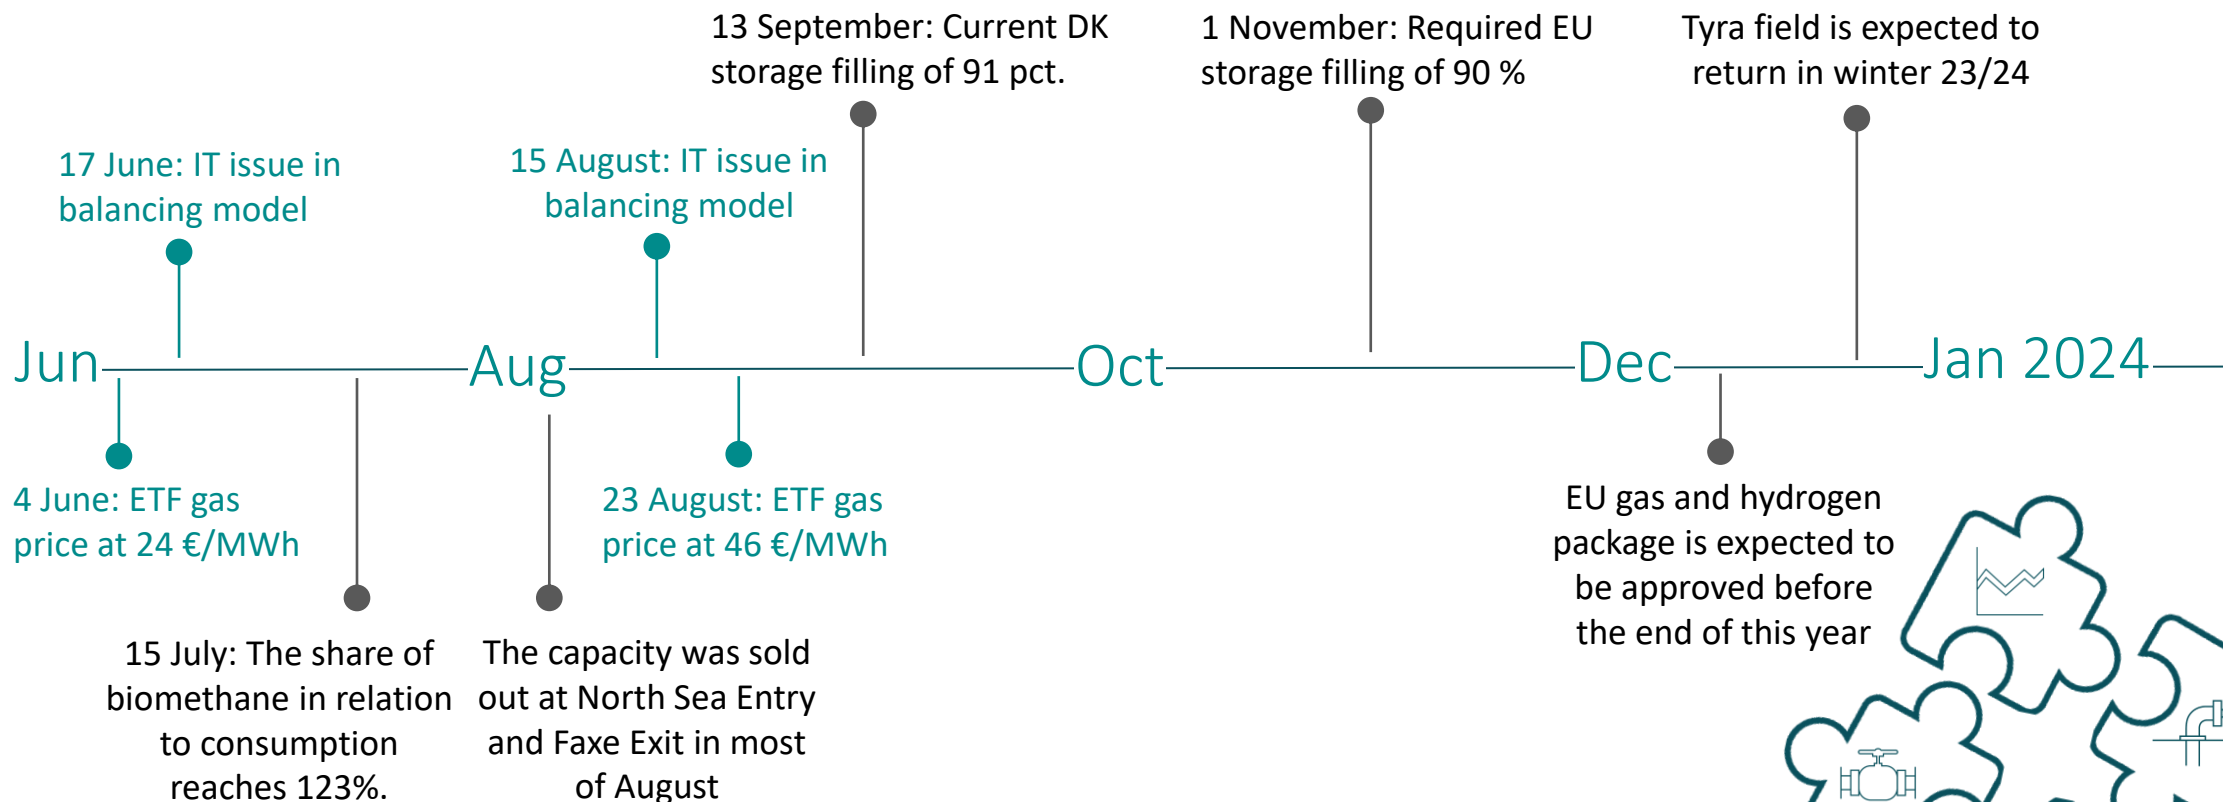 13 September: Current DK
storage filling of 91 pct.
1 November: Required EU
storage filling of 90 %
Tyra field is expected to
return in winter 23/24
17 June: IT issue in
balancing model
15 August: IT issue in
balancing model
Jun
Aug
Oct
Dec
Jan 2024
4 June: ETF gas
price at 24 €/MWh
23 August: ETF gas
price at 46 €/MWh
EU gas and hydrogen
package is expected to
be approved before
the end of this year
15 July: The share of
biomethane in relation
to consumption
reaches 123%.
The capacity was sold
out at North Sea Entry
and Faxe Exit in most
of August